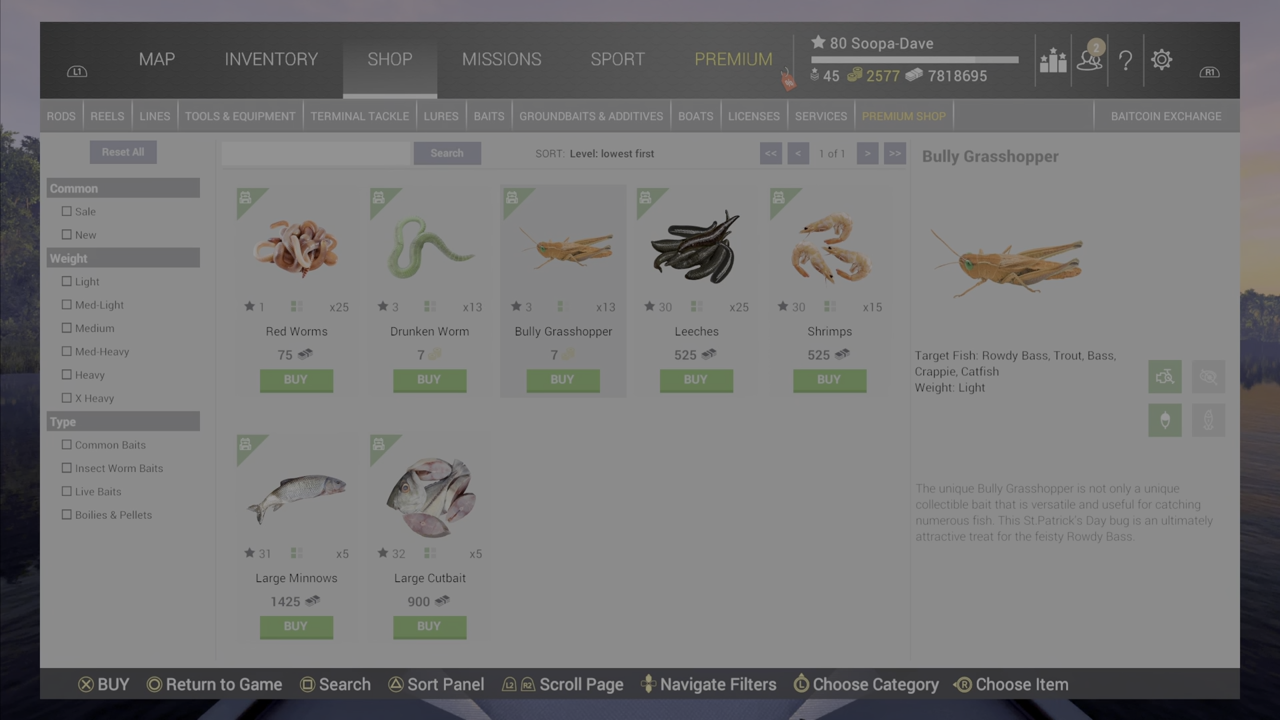 L1
MAP
INVENTORY
SHOP
MISSIONS
SPORT
PREMIUM
80 Soopa-Dave
45 2577 7818695
2
?
R1
RODS
REELS
LINES
TOOLS & EQUIPMENT
TERMINAL TACKLE
LURES
BAITS
GROUNDBAITS & ADDITIVES
BOATS
LICENSES
SERVICES
PREMIUM SHOP
BAITCOIN EXCHANGE
Reset All
Search
SORT: Level: lowest first
<<
<
1 of 1
>
>>
Common
Sale
New
Weight
Light
Med-Light
Medium
Med-Heavy
Heavy
X Heavy
Type
Common Baits
Insect Worm Baits
Live Baits
Boilies & Pellets
1 x25
Red Worms
75
BUY
3 x13
Drunken Worm
7
BUY
3 x13
Bully Grasshopper
7
BUY
30 x25
Leeches
525
BUY
30 x15
Shrimps
525
BUY
31 x5
Large Minnows
1425
BUY
32 x5
Large Cutbait
900
BUY
Bully Grasshopper
Target Fish: Rowdy Bass, Trout, Bass,
Crappie, Catfish
Weight: Light
The unique Bully Grasshopper is not only a unique
collectible bait that is versatile and useful for catching
numerous fish. This St.Patrick's Day bug is an ultimately
attractive treat for the feisty Rowdy Bass.
BUY
Return to Game
Search
Sort Panel
L2 R2 Scroll Page
Navigate Filters
L Choose Category
R Choose Item